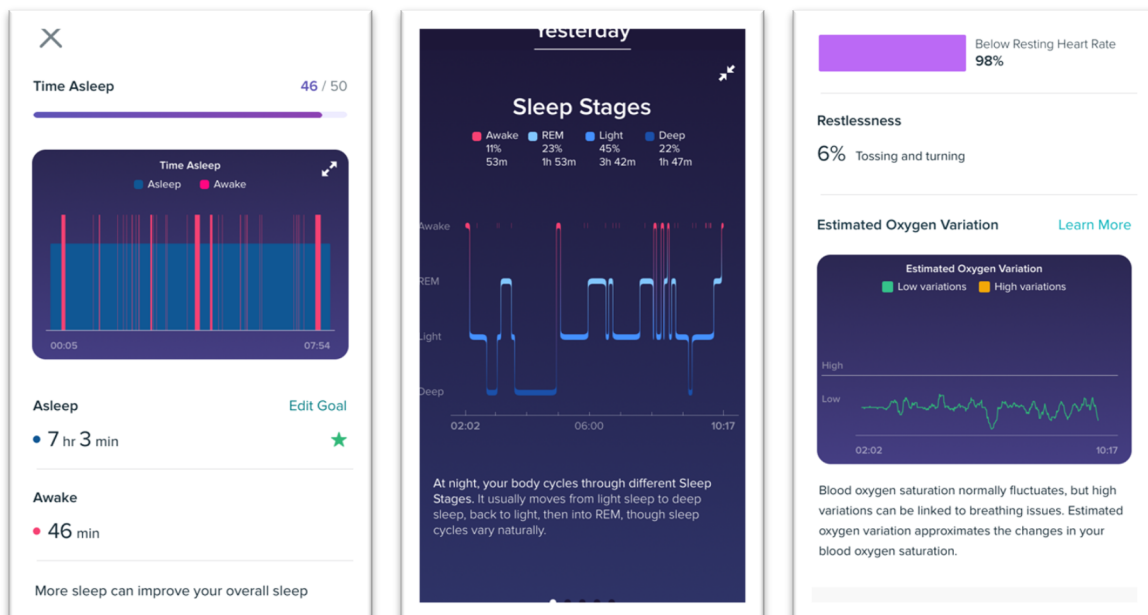 Time Asleep
46 / 50
Time Asleep
Asleep Awake
00:05 07:54
Asleep Edit Goal
7 hr 3 min
Awake
46 min
More sleep can improve your overall sleep
Yesterday
Sleep Stages
Awake REM Light Deep
11% 23% 45% 22%
53m 1h 53m 3h 42m 1h 47m
Awake
REM
Light
Deep
02:02 06:00 10:17
At night, your body cycles through different Sleep
Stages. It usually moves from light sleep to deep
sleep, back to light, then into REM, though sleep
cycles vary naturally.
Below Resting Heart Rate
98%
Restlessness
6% Tossing and turning
Estimated Oxygen Variation Learn More
Estimated Oxygen Variation
Low variations High variations
High
Low
02:02 10:17
Blood oxygen saturation normally fluctuates, but high
variations can be linked to breathing issues. Estimated
oxygen variation approximates the changes in your
blood oxygen saturation.